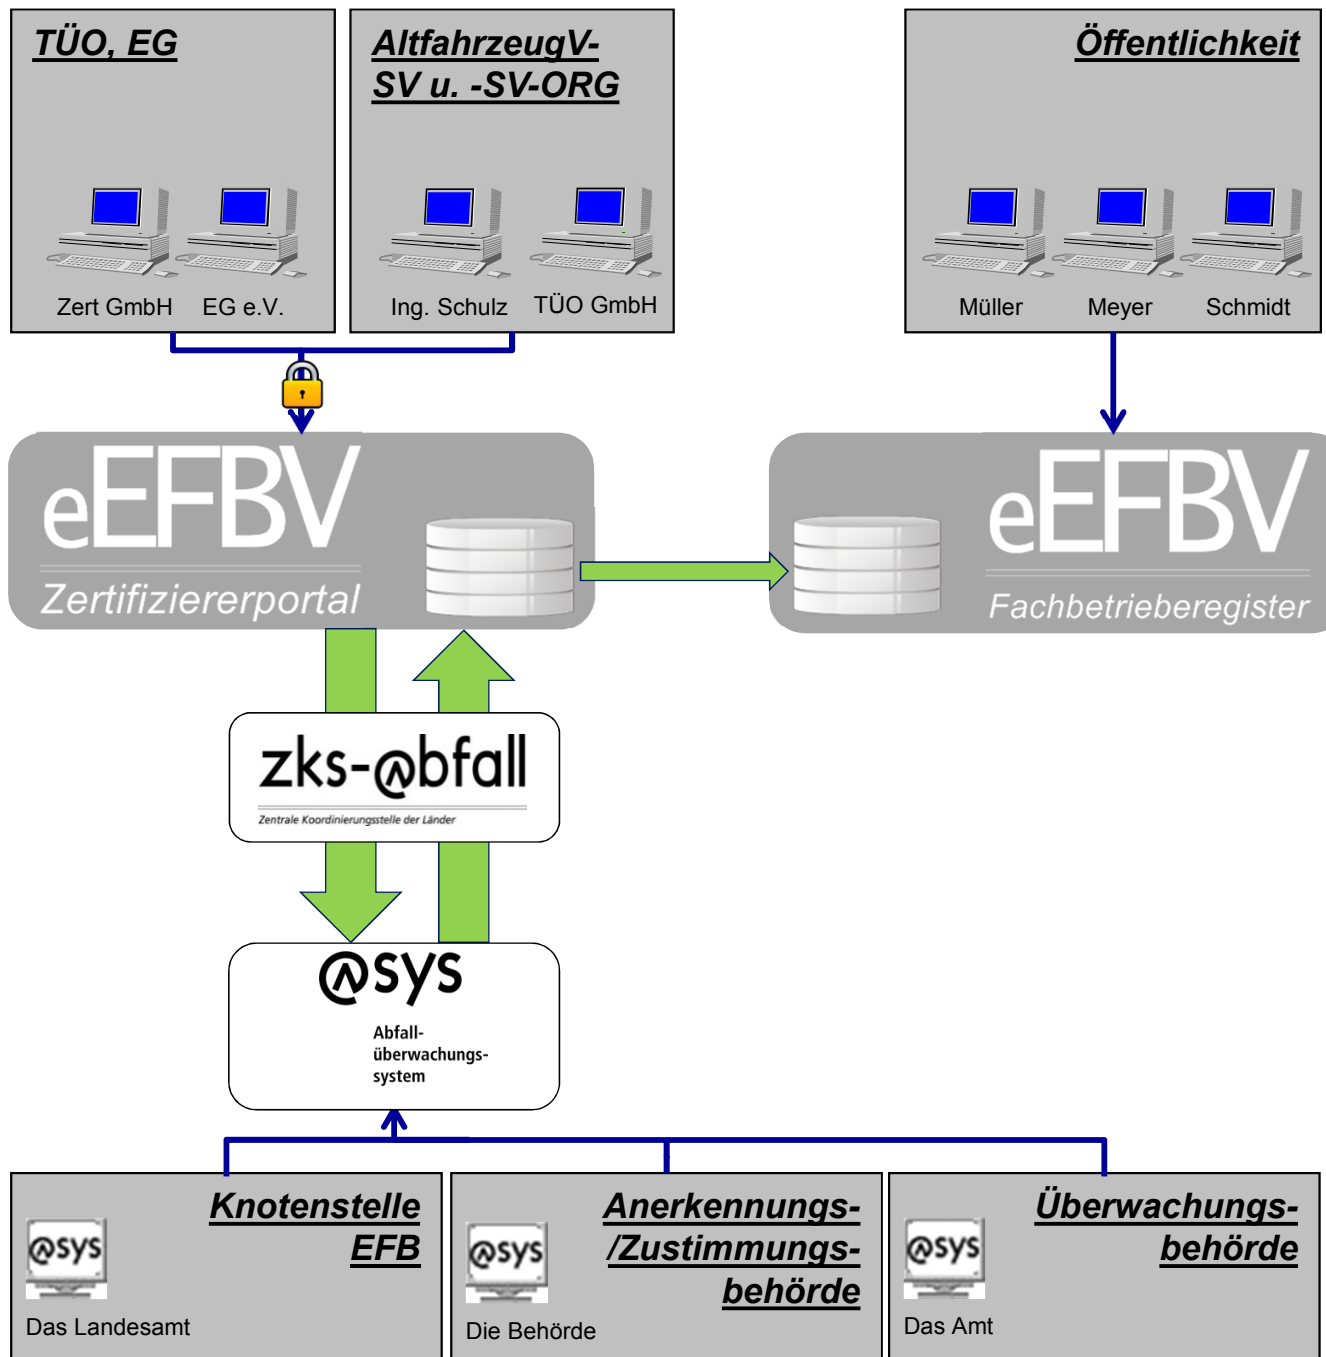 TÜO, EG
AltfahrzeugV-
SV u. -SV-ORG
Öffentlichkeit
Zert GmbH
EG e.V.
Ing. Schulz
TÜO GmbH
Müller
Meyer
Schmidt
eEFBV
Zertifiziererportal
eEFBV
Fachbetrieberegister
zks-@bfall
Zentrale Koordinierungsstelle der Länder
@sys
Abfall-
überwachungs-
system
Knotenstelle
EFB
@sys
Das Landesamt
Anerkennungs-
/Zustimmungs-
behörde
@sys
Die Behörde
Überwachungs-
behörde
@sys
Das Amt